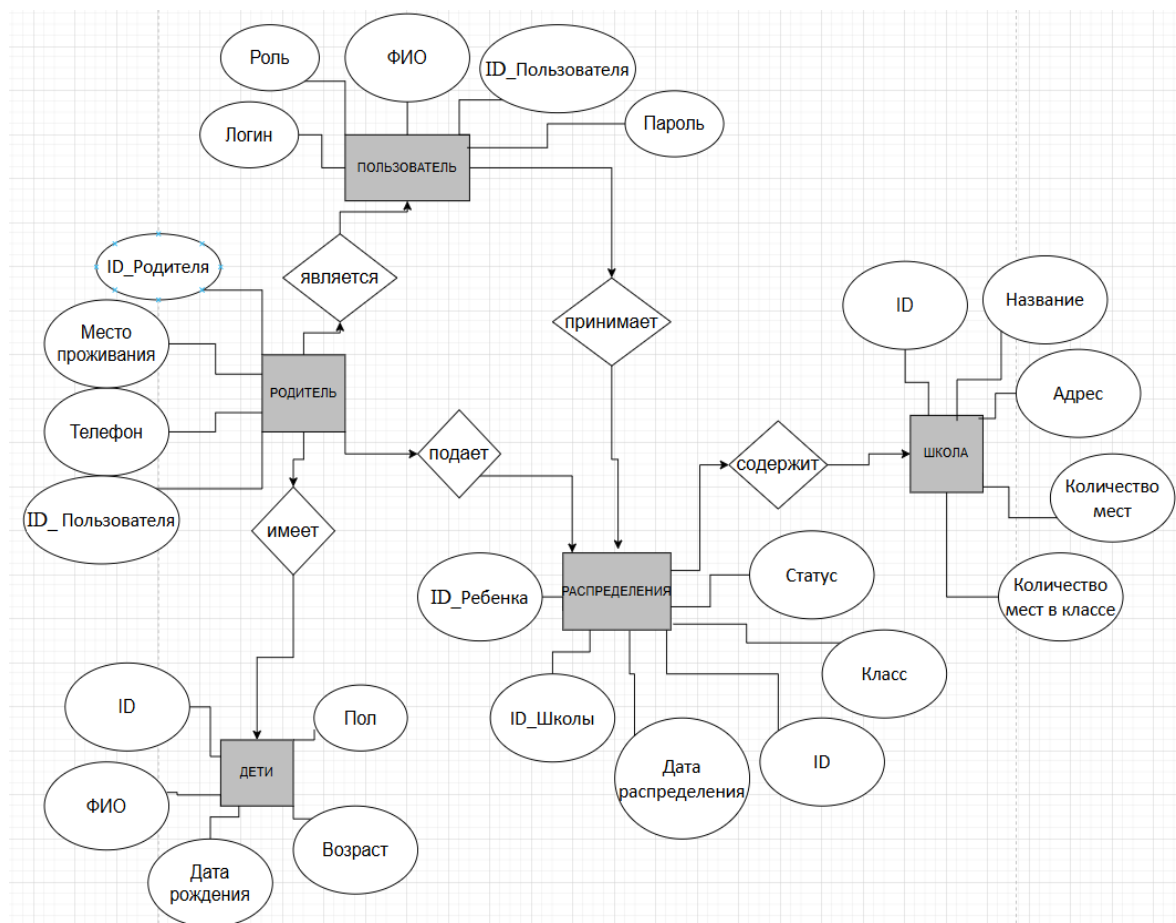 Роль
ФИО
ID_Пользователя
Логин
Пароль
ПОЛЬЗОВАТЕЛЬ
ID_Родителя
является
принимает
ID
Название
Место
проживания
РОДИТЕЛЬ
Адрес
Телефон
подает
содержит
ШКОЛА
ID_ Пользователя
имеет
Количество
мест
ID_Ребенка
РАСПРЕДЕЛЕНИЯ
Статус
Количество
мест в классе
Класс
ID
Пол
ID_Школы
Дата
распределения
ID
ДЕТИ
ФИО
Дата
рождения
Возраст